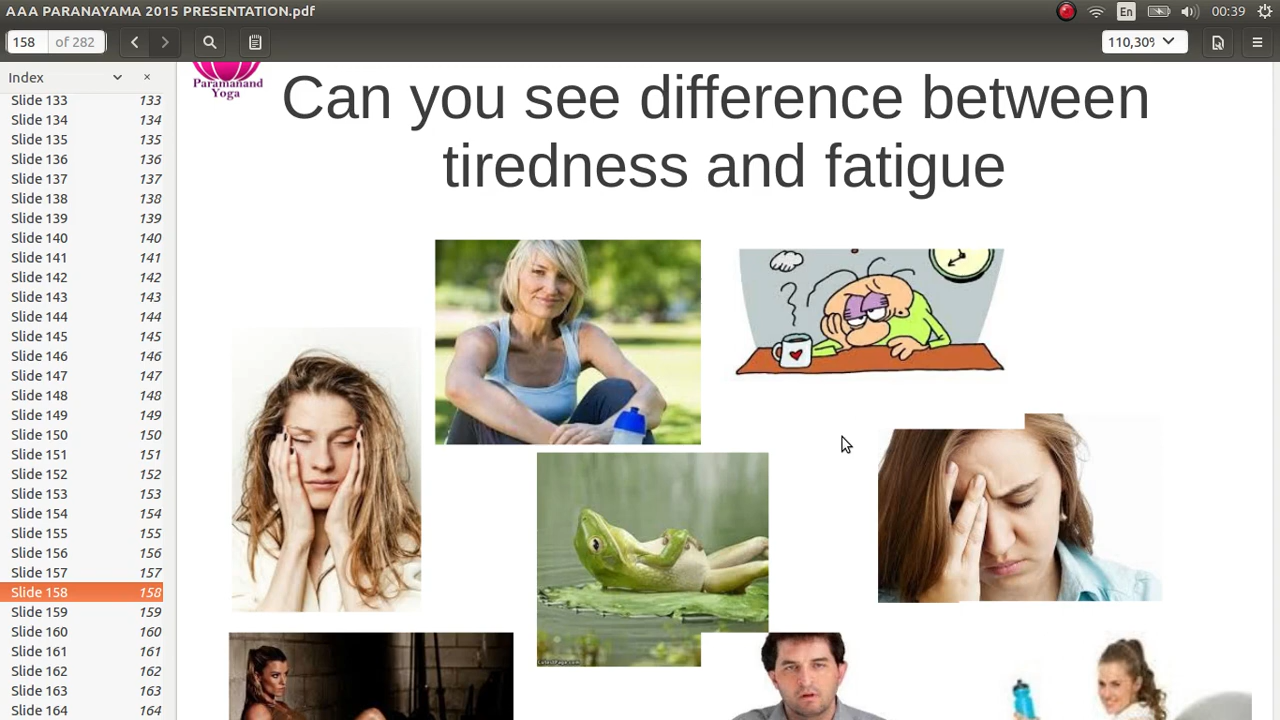 AAA PARANAYAMA 2015 PRESENTATION.pdf
En
00:39
158
of 282
110,30%
Index
Slide 133 133
Slide 134 134
Slide 135 135
Slide 136 136
Slide 137 137
Slide 138 138
Slide 139 139
Slide 140 140
Slide 141 141
Slide 142 142
Slide 143 143
Slide 144 144
Slide 145 145
Slide 146 146
Slide 147 147
Slide 148 148
Slide 149 149
Slide 150 150
Slide 151 151
Slide 152 152
Slide 153 153
Slide 154 154
Slide 155 155
Slide 156 156
Slide 157 157
Slide 158 158
Slide 159 159
Slide 160 160
Slide 161 161
Slide 162 162
Slide 163 163
Slide 164 164
Paramanand
Yoga
Can you see difference between
tiredness and fatigue